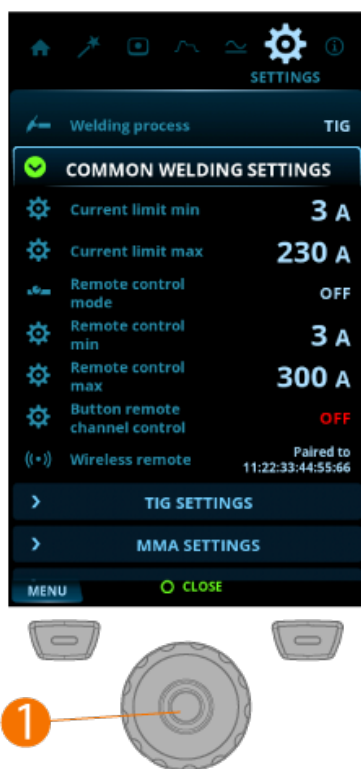 SETTINGS
Welding process TIG
COMMON WELDING SETTINGS
Current limit min 3 A
Current limit max 230 A
Remote control
mode OFF
Remote control
min 3 A
Remote control
max 300 A
Button remote
channel control OFF
Wireless remote Paired to
11:22:33:44:55:66
TIG SETTINGS
MMA SETTINGS
MENU CLOSE
1